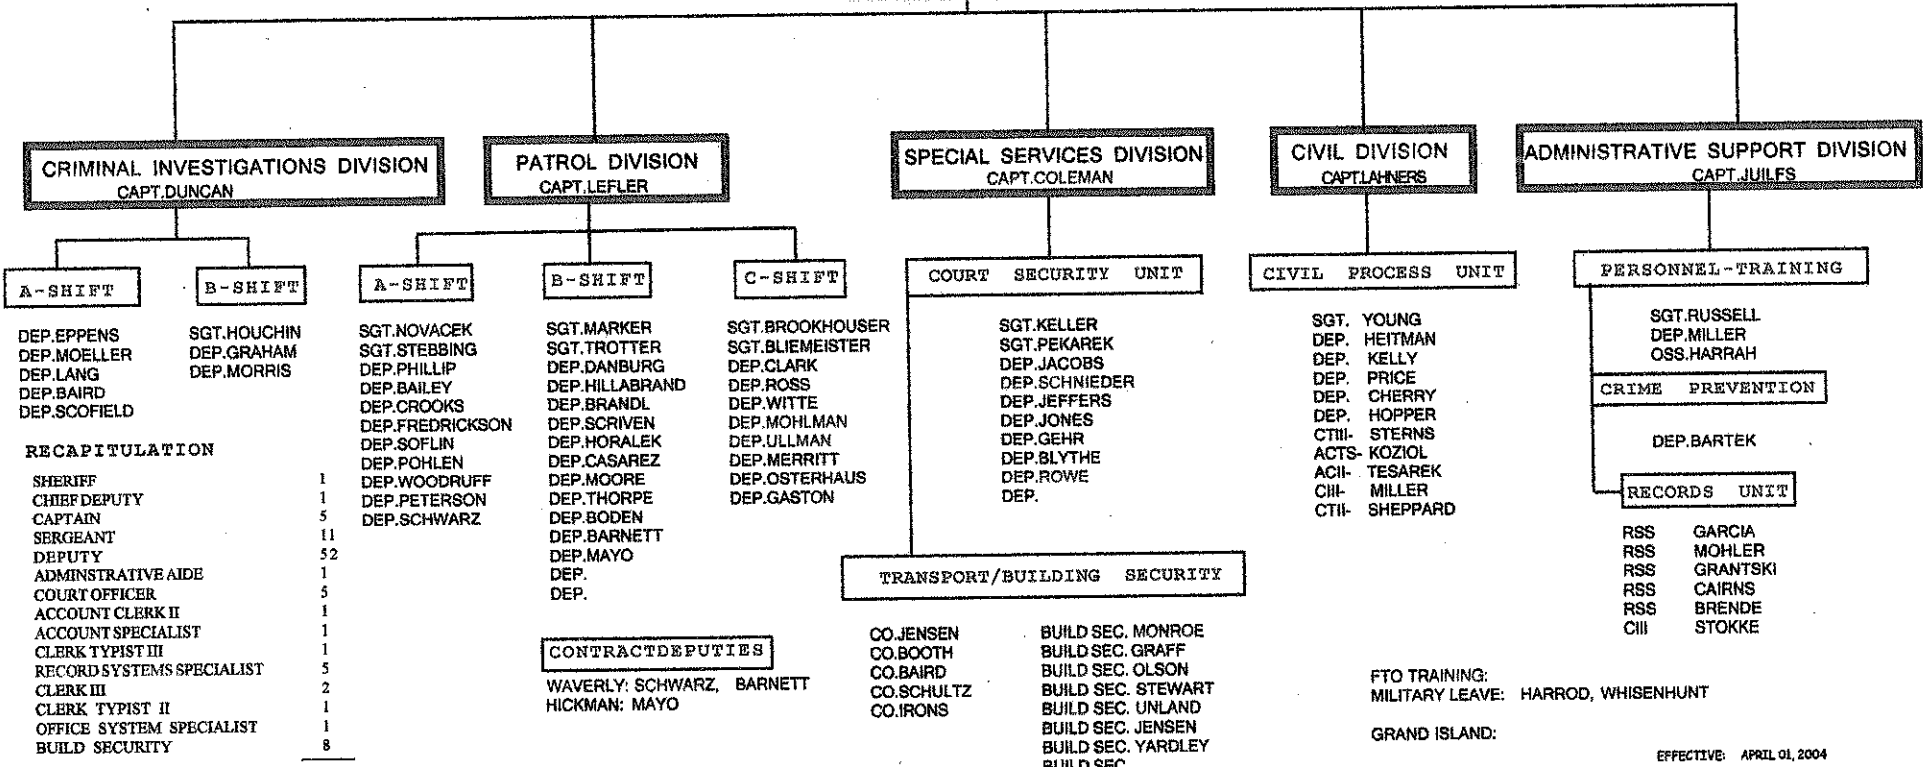 CRIMINAL INVESTIGATIONS DIVISION
CAPT.DUNCAN
PATROL DIVISION
CAPT.LEFLER
SPECIAL SERVICES DIVISION
CAPT.COLEMAN
CIVIL DIVISION
CAPT.LAHNERS
ADMINISTRATIVE SUPPORT DIVISION
CAPT.JUILFS
A-SHIFT
DEP.EPPENS
DEP.MOELLER
DEP.LANG
DEP.BAIRD
DEP.SCOFIELD
B-SHIFT
SGT.HOUCHIN
DEP.GRAHAM
DEP.MORRIS
A-SHIFT
SGT.NOVACEK
SGT.STEBBING
DEP.PHILLIP
DEP.BAILEY
DEP.CROOKS
DEP.FREDRICKSON
DEP.SOFLIN
DEP.POHLEN
DEP.WOODRUFF
DEP.PETERSON
DEP.SCHWARZ
B-SHIFT
SGT.MARKER
SGT.TROTTER
DEP.DANBURG
DEP.HILLABRAND
DEP.BRANDL
DEP.SCRIVEN
DEP.HORALEK
DEP.CASAREZ
DEP.MOORE
DEP.THORPE
DEP.BODEN
DEP.BARNETT
DEP.MAYO
DEP.
DEP.
C-SHIFT
SGT.BROOKHOUSER
SGT.BLIEMEISTER
DEP.CLARK
DEP.ROSS
DEP.WITTE
DEP.MOHLMAN
DEP.ULLMAN
DEP.MERRITT
DEP.OSTERHAUS
DEP.GASTON
COURT SECURITY UNIT
SGT.KELLER
SGT.PEKAREK
DEP.JACOBS
DEP.SCHNIEDER
DEP.JEFFERS
DEP.JONES
DEP.GEHR
DEP.BLYTHE
DEP.ROWE
DEP.
CIVIL PROCESS UNIT
SGT. YOUNG
DEP. HEITMAN
DEP. KELLY
DEP. PRICE
DEP. CHERRY
DEP. HOPPER
CTIII- STERNS
ACTS- KOZIOL
ACII- TESAREK
CIII- MILLER
CTII- SHEPPARD
PERSONNEL-TRAINING
SGT.RUSSELL
DEP.MILLER
OSS.HARRAH
CRIME PREVENTION
DEP.BARTEK
RECORDS UNIT
RSS GARCIA
RSS MOHLER
RSS GRANTSKI
RSS CAIRNS
RSS BRENDE
CIII STOKKE
RECAPITULATION
SHERIFF 1
CHIEF DEPUTY 1
CAPTAIN 5
SERGEANT 11
DEPUTY 52
ADMINSTRATIVE AIDE 1
COURT OFFICER 5
ACCOUNT CLERK II 1
ACCOUNT SPECIALIST 1
CLERK TYPIST III 1
RECORD SYSTEMS SPECIALIST 5
CLERK III 2
CLERK TYPIST II 1
OFFICE SYSTEM SPECIALIST 1
BUILD SECURITY 8
CONTRACTDEPUTIES
WAVERLY: SCHWARZ, BARNETT
HICKMAN: MAYO
TRANSPORT/BUILDING SECURITY
CO.JENSEN
CO.BOOTH
CO.BAIRD
CO.SCHULTZ
CO.IRONS
BUILD SEC. MONROE
BUILD SEC. GRAFF
BUILD SEC. OLSON
BUILD SEC. STEWART
BUILD SEC. UNLAND
BUILD SEC. JENSEN
BUILD SEC. YARDLEY
BUILD SEC.
FTO TRAINING:
MILITARY LEAVE: HARROD, WHISENHUNT
GRAND ISLAND:
EFFECTIVE: APRIL 01, 2004